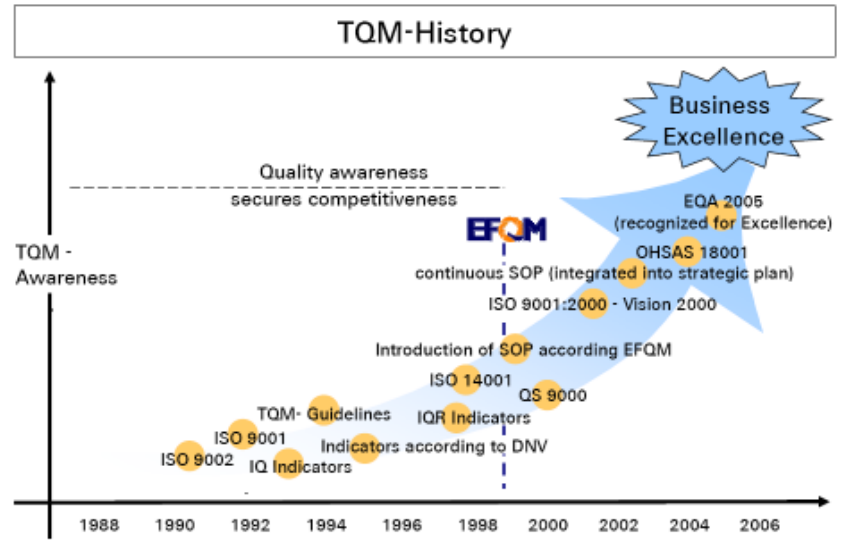 TQM-History
Business
Excellence
Quality awareness
secures competitiveness
EQA 2005
(recognized for Excellence)
EFQM
OHSAS 18001
TQM -
Awareness
continuous SOP (integrated into strategic plan)
ISO 9001:2000 - Vision 2000
Introduction of SOP according EFQM
ISO 14001
QS 9000
TQM- Guidelines
IQR Indicators
ISO 9001
Indicators according to DNV
ISO 9002
IQ Indicators
1988 1990 1992 1994 1996 1998 2000 2002 2004 2006